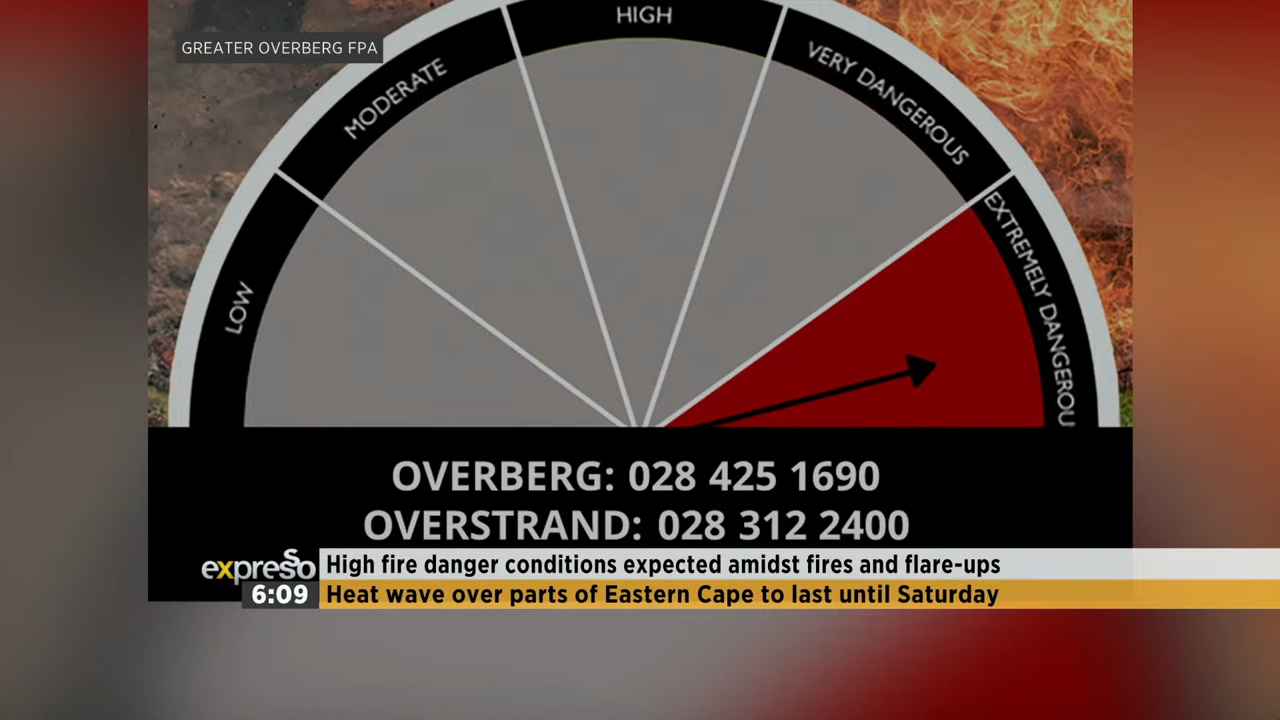 GREATER OVERBERG FPA
LOW
MODERATE
HIGH
VERY DANGEROUS
EXTREMELY DANGEROU
OVERBERG: 028 425 1690
OVERSTRAND: 028 312 2400
expresso
High fire danger conditions expected amidst fires and flare-ups
6:09
Heat wave over parts of Eastern Cape to last until Saturday